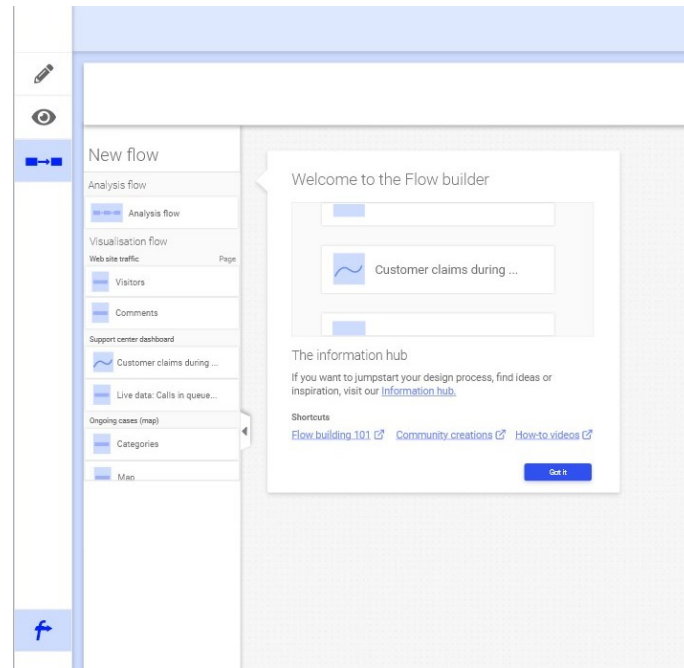 New flow
Analysis flow
Analysis flow
Visualisation flow
Web site traffic Page
Visitors
Comments
Support center dashboard
Customer claims during ...
Live data: Calls in queue...
Ongoing cases (map)
Categories
Map
Welcome to the Flow builder
Customer claims during ...
The information hub
If you want to jumpstart your design process, find ideas or
inspiration, visit our Information hub.
Shortcuts
Flow building 101 Community creations How-to videos
Got it